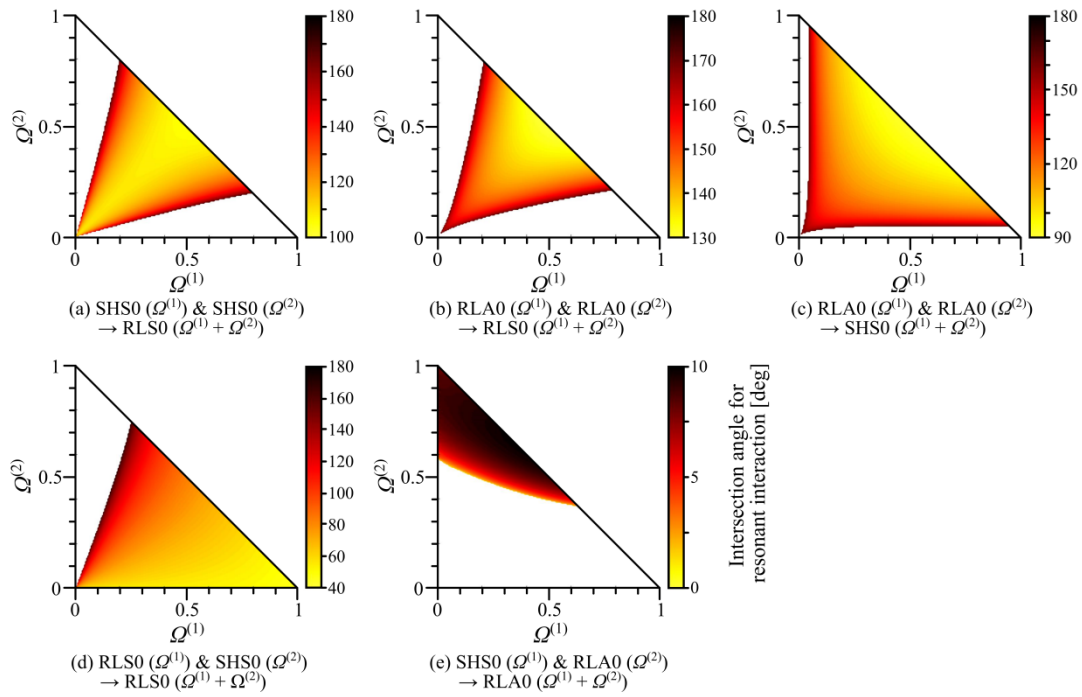 1
0.5
0
Ω(2)
0
0.5
1
Ω(1)
180
160
140
120
100
(a) SHS0 (Ω(1)) & SHS0 (Ω(2))
→ RLS0 (Ω(1) + Ω(2))
1
0.5
0
Ω(2)
0
0.5
1
Ω(1)
180
170
160
150
140
130
(b) RLA0 (Ω(1)) & RLA0 (Ω(2))
→ RLS0 (Ω(1) + Ω(2))
1
0.5
0
Ω(2)
0
0.5
1
Ω(1)
180
150
120
90
(c) RLA0 (Ω(1)) & RLA0 (Ω(2))
→ SHS0 (Ω(1) + Ω(2))
1
0.5
0
Ω(2)
0
0.5
1
Ω(1)
180
160
140
120
100
80
60
40
(d) RLS0 (Ω(1)) & SHS0 (Ω(2))
→ RLS0 (Ω(1) + Ω(2))
1
0.5
0
Ω(2)
0
0.5
1
Ω(1)
10
5
0
(e) SHS0 (Ω(1)) & RLA0 (Ω(2))
→ RLA0 (Ω(1) + Ω(2))
Intersection angle for
resonant interaction [deg]